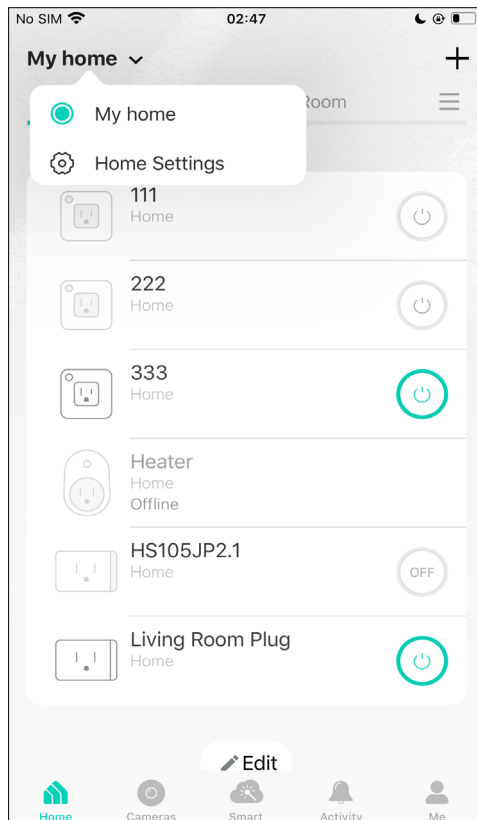 No SIM 02:47
My home
Room
My home
Home Settings
111
Home
222
Home
333
Home
Heater
Home
Offline
HS105JP2.1
Home
OFF
Living Room Plug
Home
Edit
Home Cameras Smart Activity Me